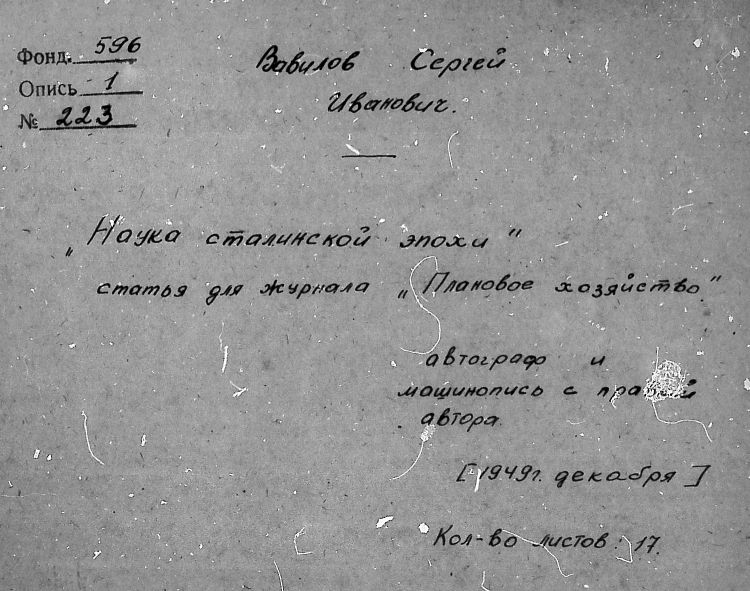 Фонд. 596
Опись 1
№ 223
Вавилов Сергей
Иванович.
„Наука сталинской эпохи"
статья для журнала „Плановое хозяйство."
автограф и
машинопись с правкой
автора.
[1949г. декабря]
Кол-во листов: 17.